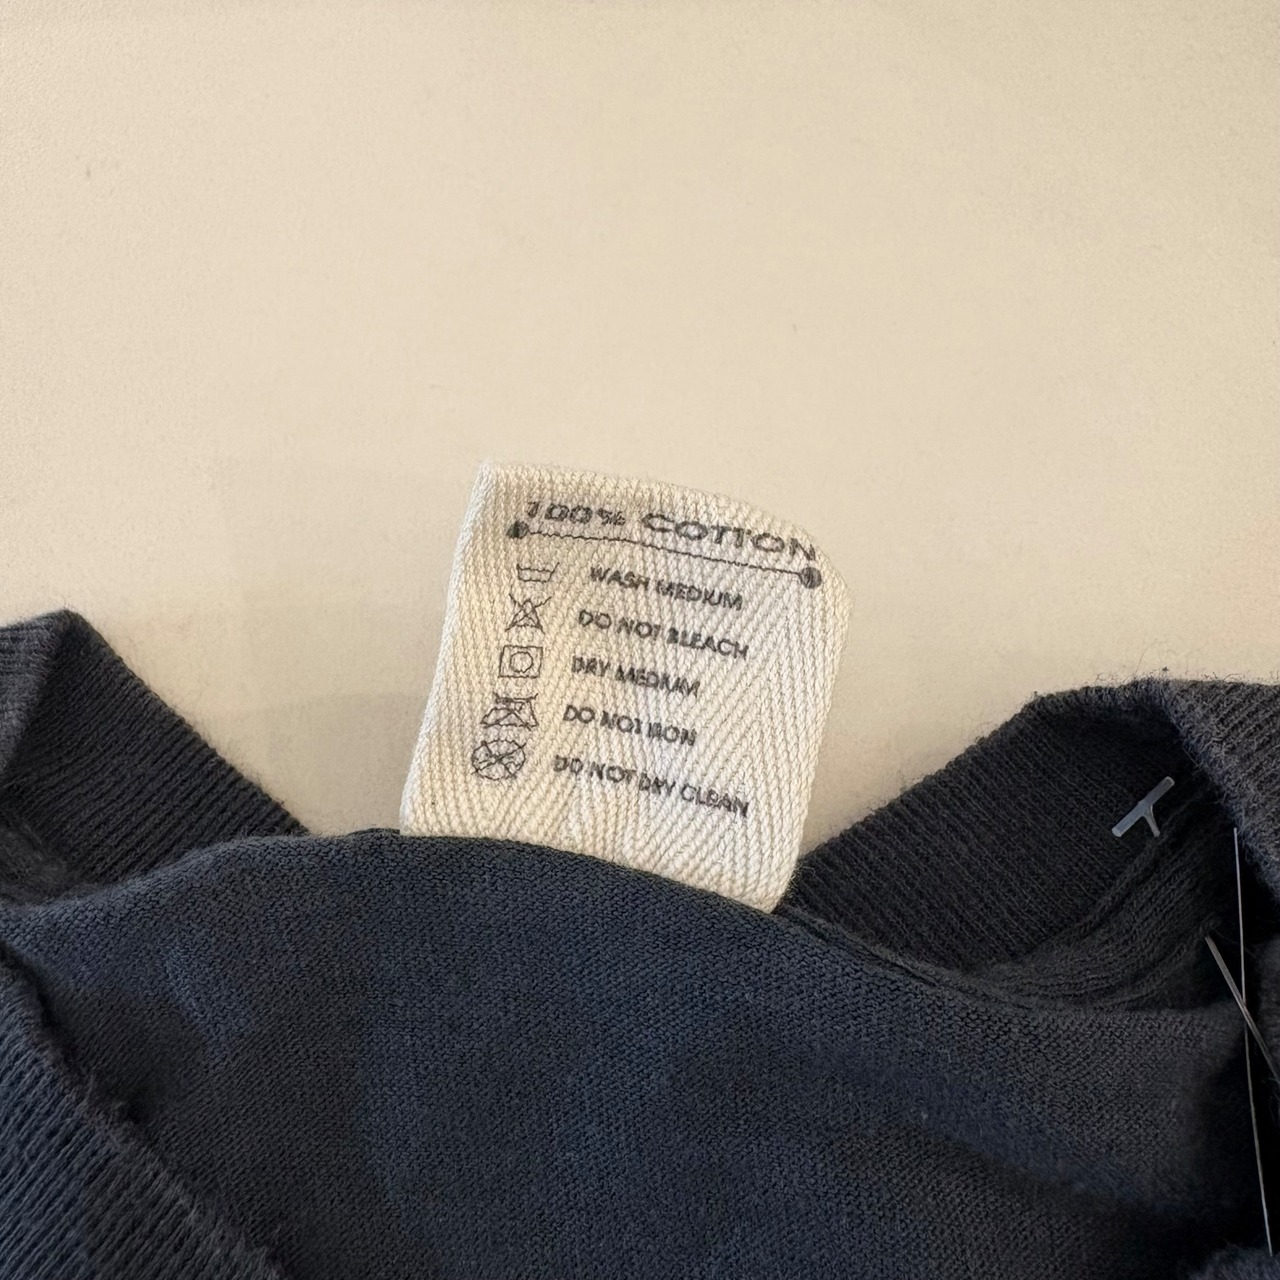 100% COTTON
WASH MEDIUM
DO NOT BLEACH
DRY MEDIUM
DO NOT IRON
DO NOT DRY CLEAN